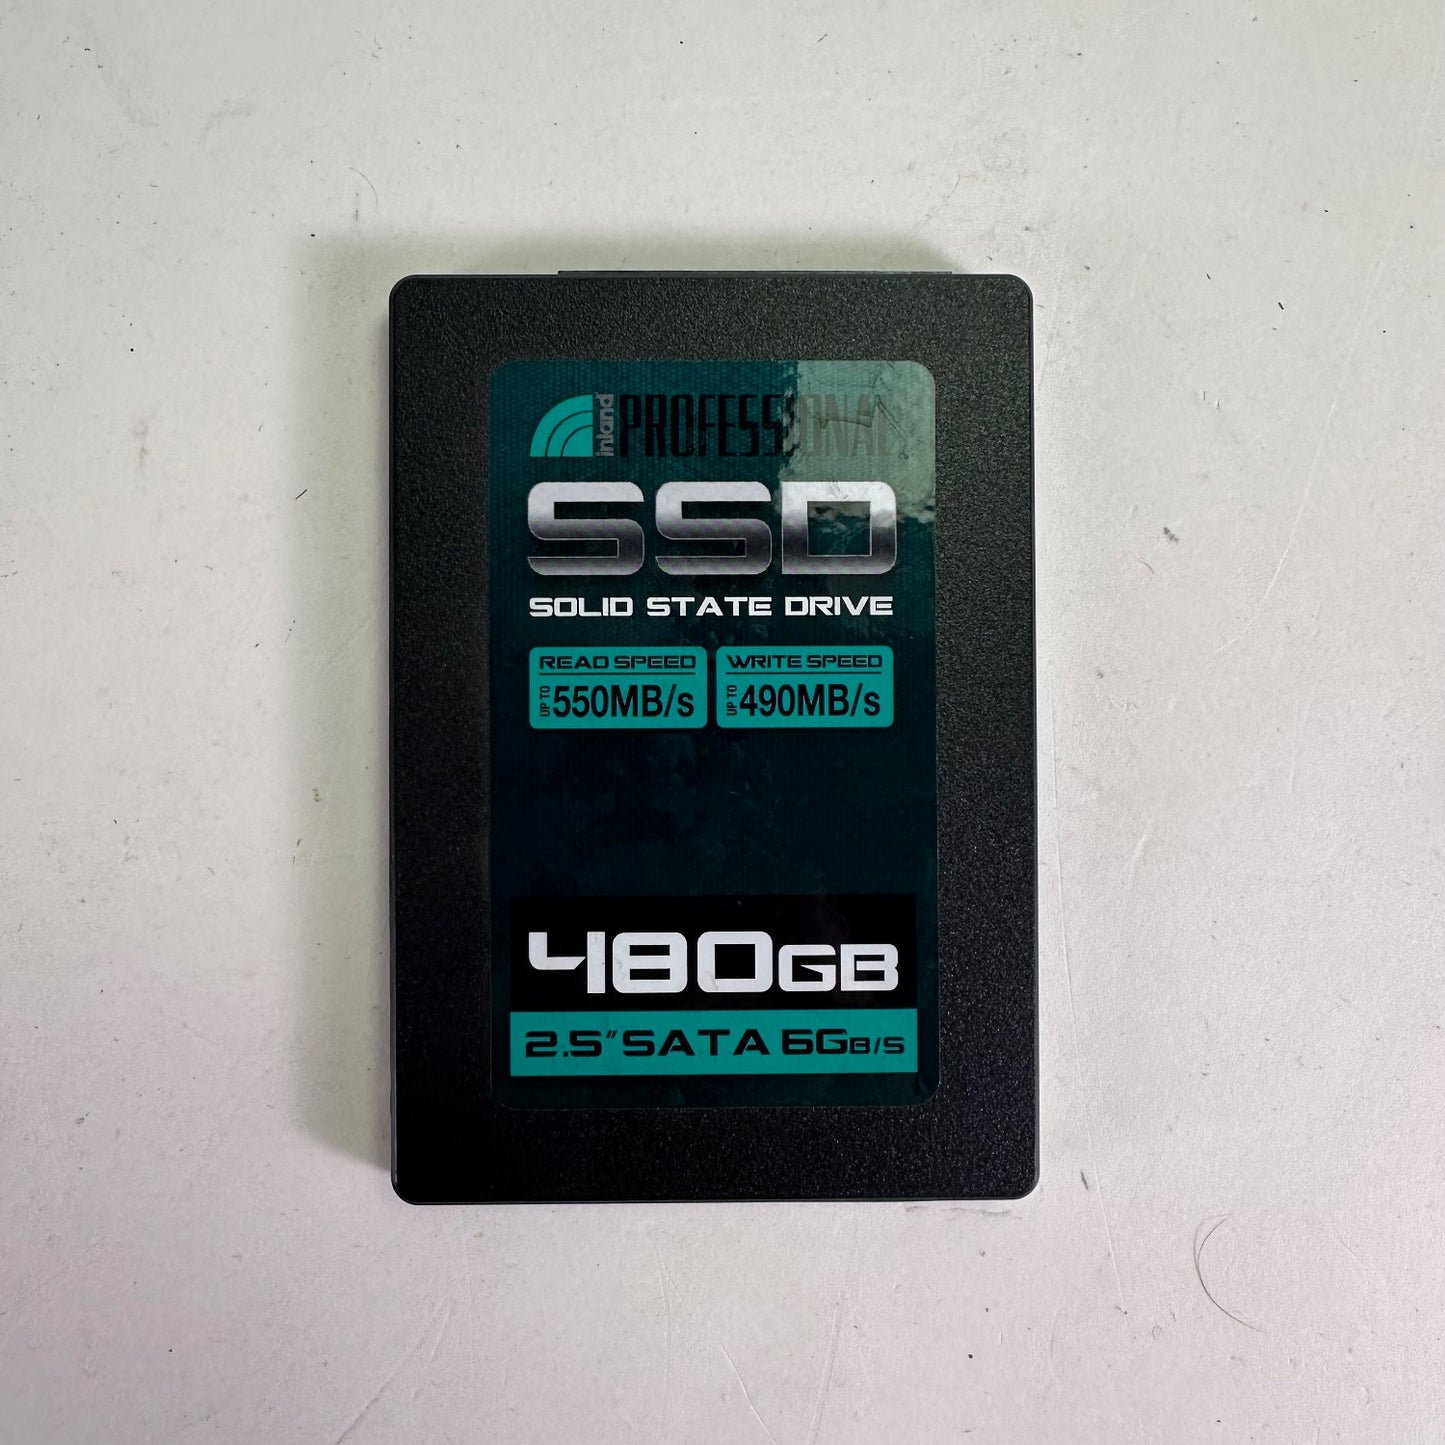 inland PROFESSIONAL
SSD
SOLID STATE DRIVE
READ SPEED
UP TO 550MB/s
WRITE SPEED
UP TO 490MB/s
480GB
2.5" SATA 6GB/S